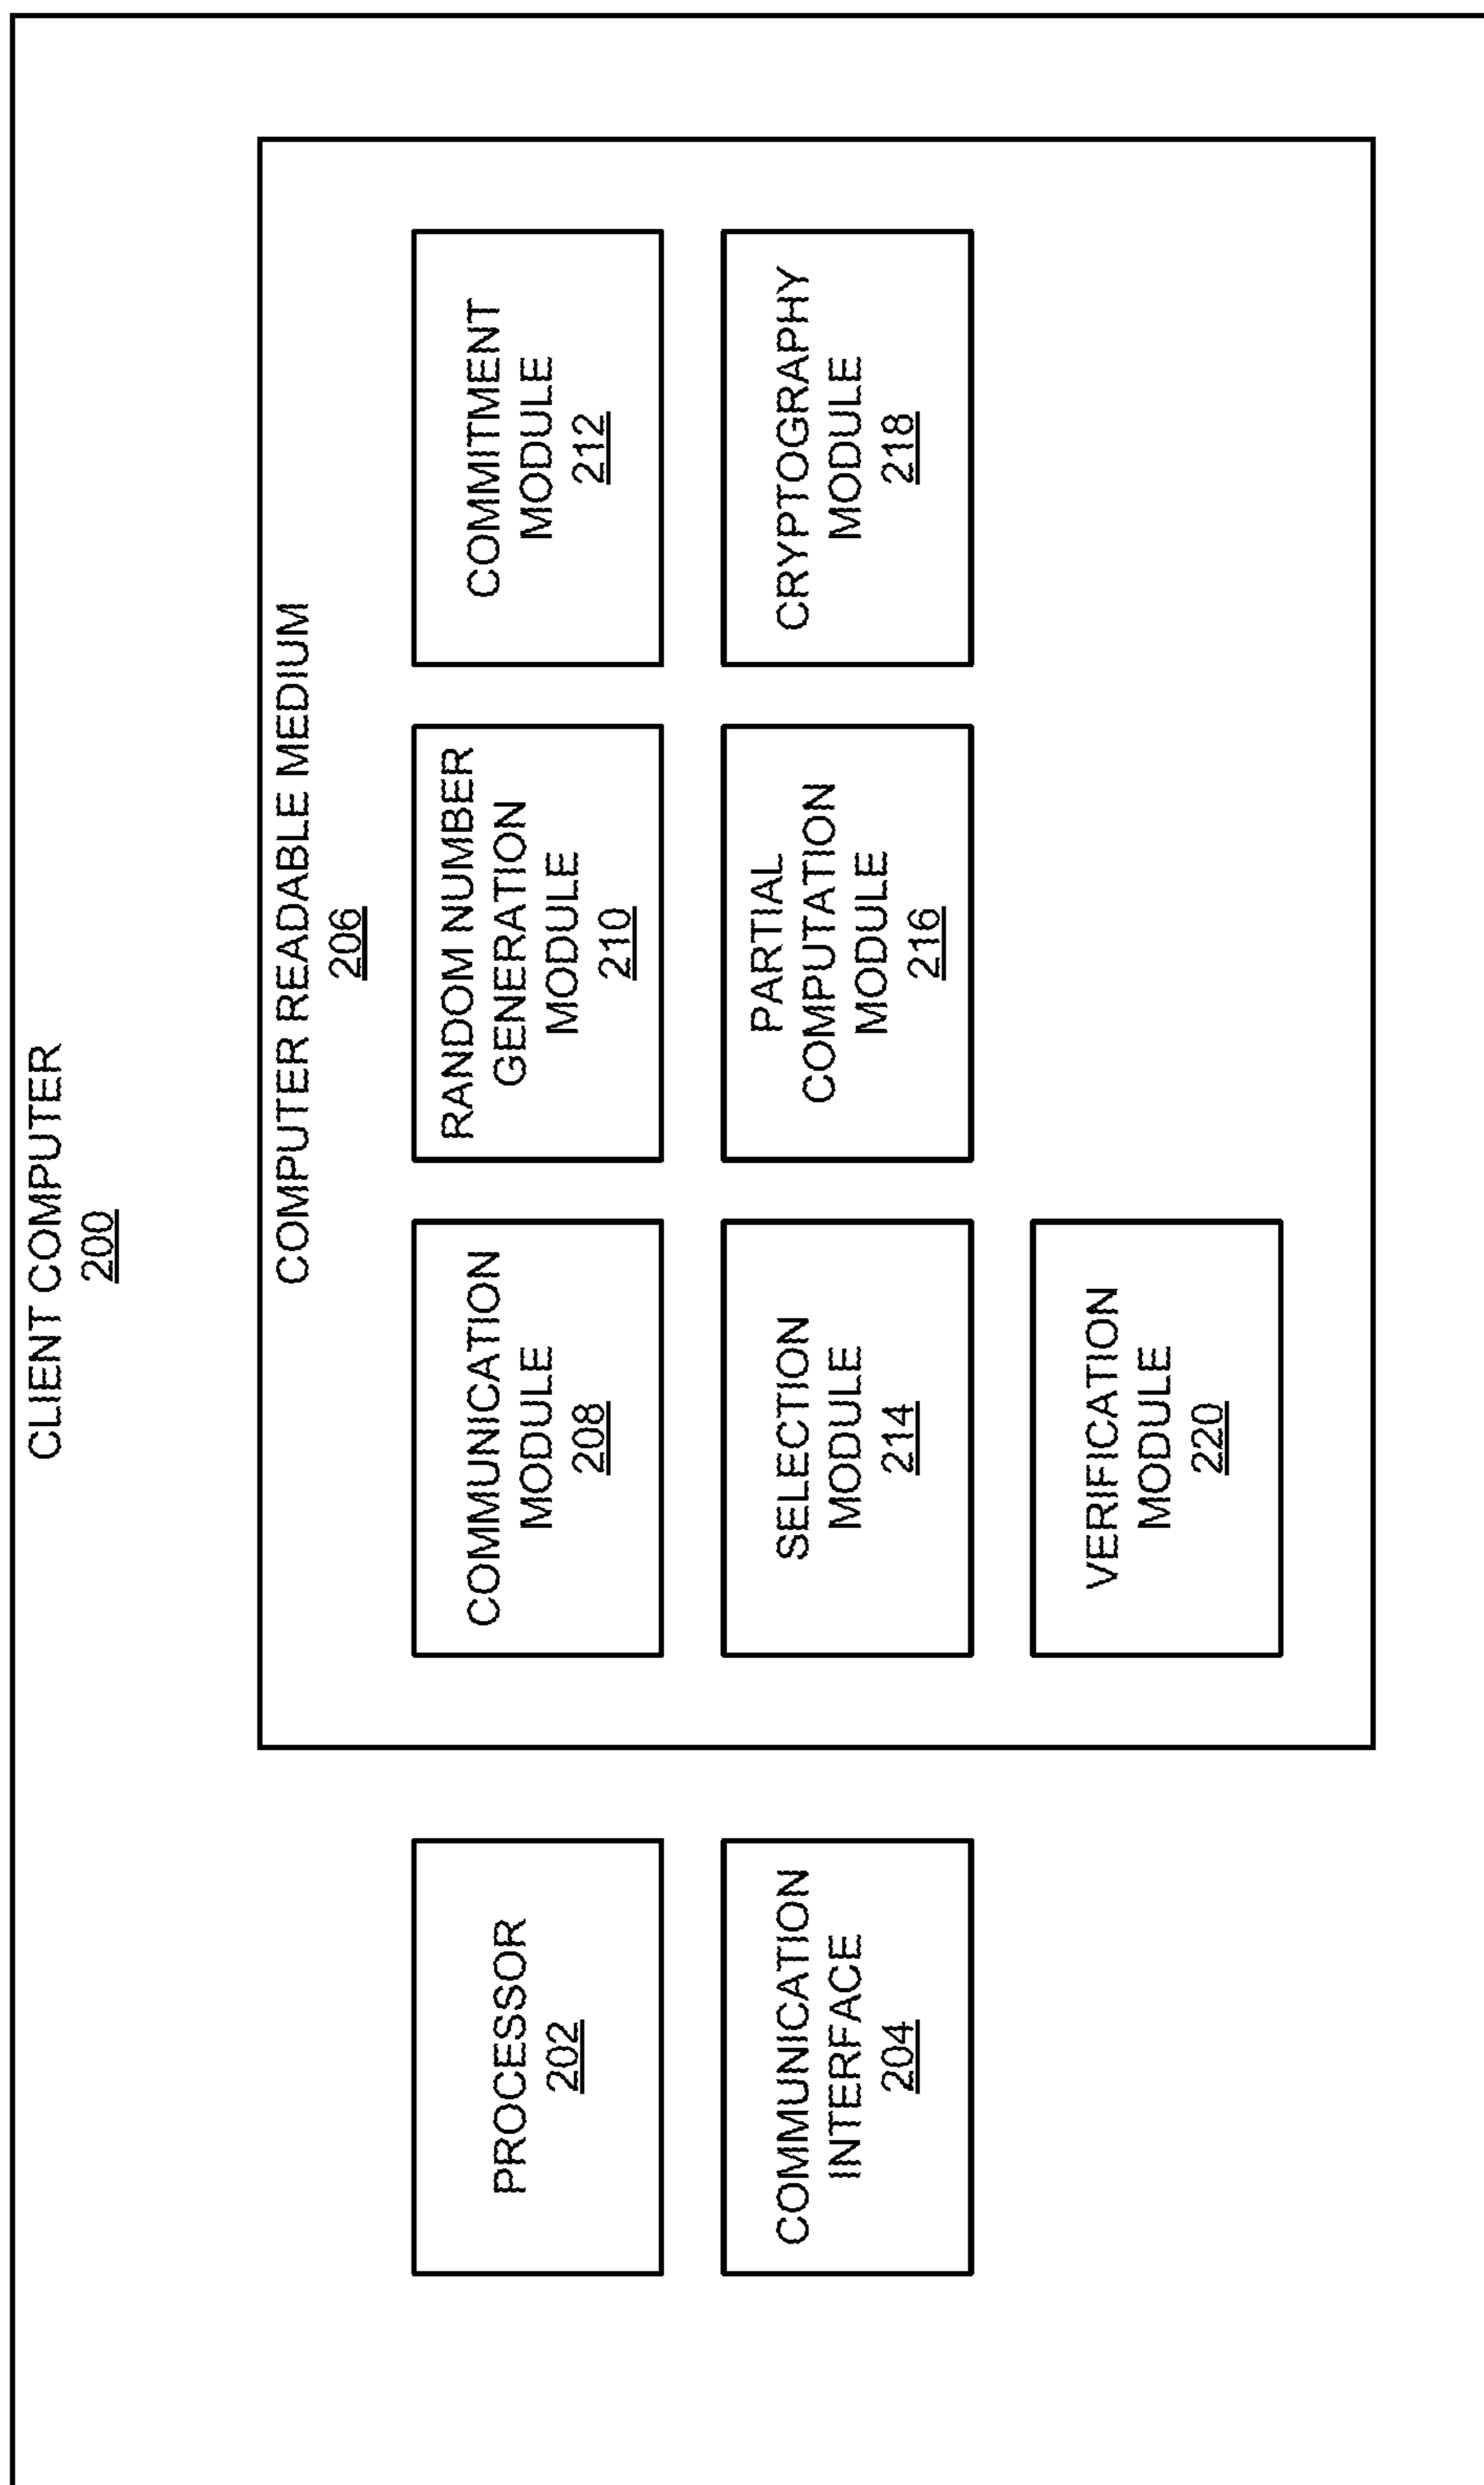 CLIENT COMPUTER
200
PROCESSOR
202
COMMUNICATION
INTERFACE
204
COMPUTER READABLE MEDIUM
206
COMMUNICATION
MODULE
208
RANDOM NUMBER
GENERATION
MODULE
210
COMMITMENT
MODULE
212
SELECTION
MODULE
214
PARTIAL
COMPUTATION
MODULE
216
CRYPTOGRAPHY
MODULE
218
VERIFICATION
MODULE
220